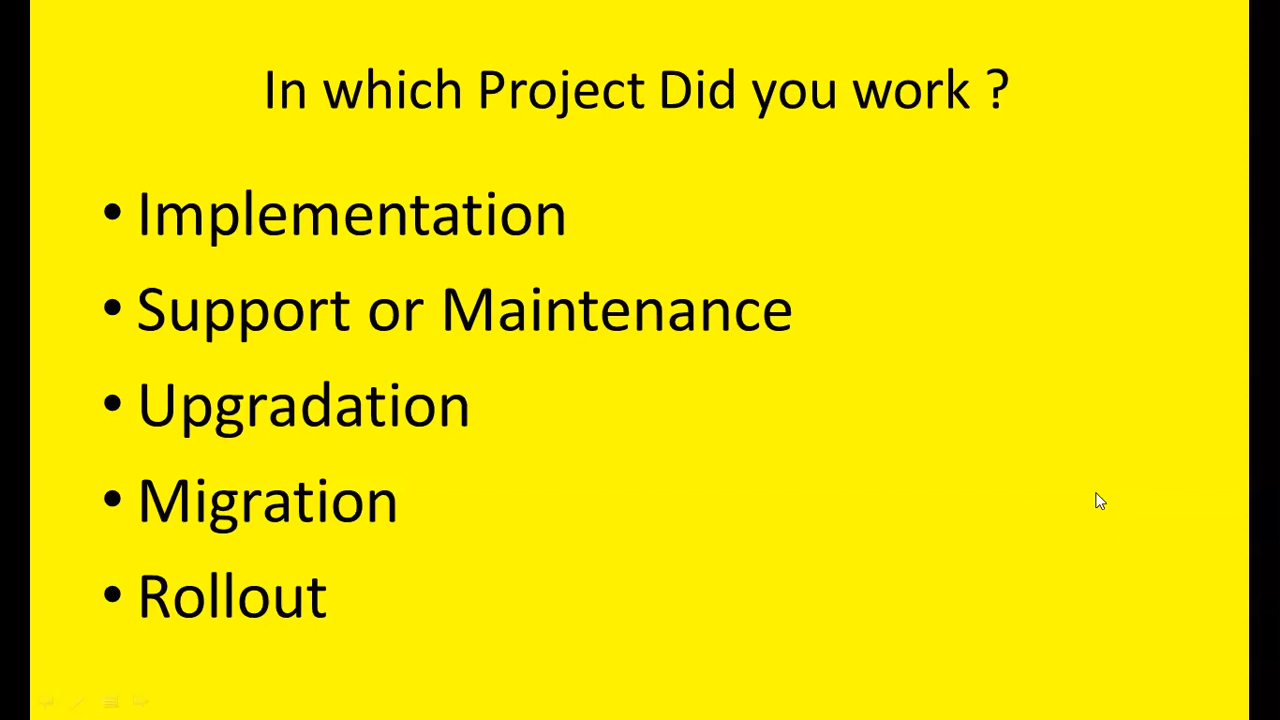 In which Project Did you work ?
• Implementation
• Support or Maintenance
• Upgradation
• Migration
• Rollout